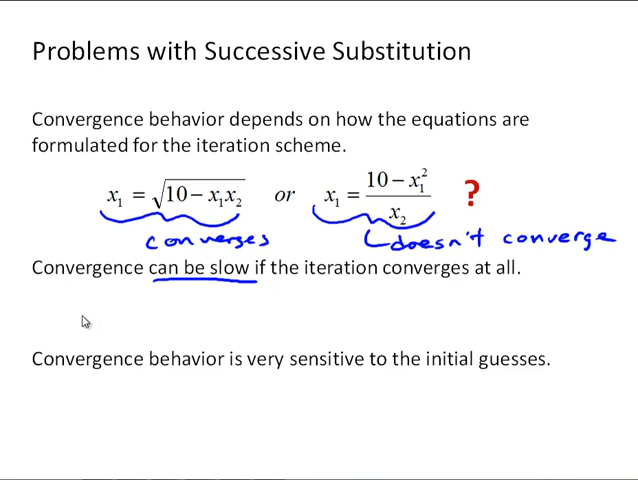 Problems with Successive Substitution
Convergence behavior depends on how the equations are
formulated for the iteration scheme.
x₁ = √(10 − x₁x₂) or x₁ = (10 − x₁²)/x₂ ?
converges doesn't converge
Convergence can be slow if the iteration converges at all.
Convergence behavior is very sensitive to the initial guesses.